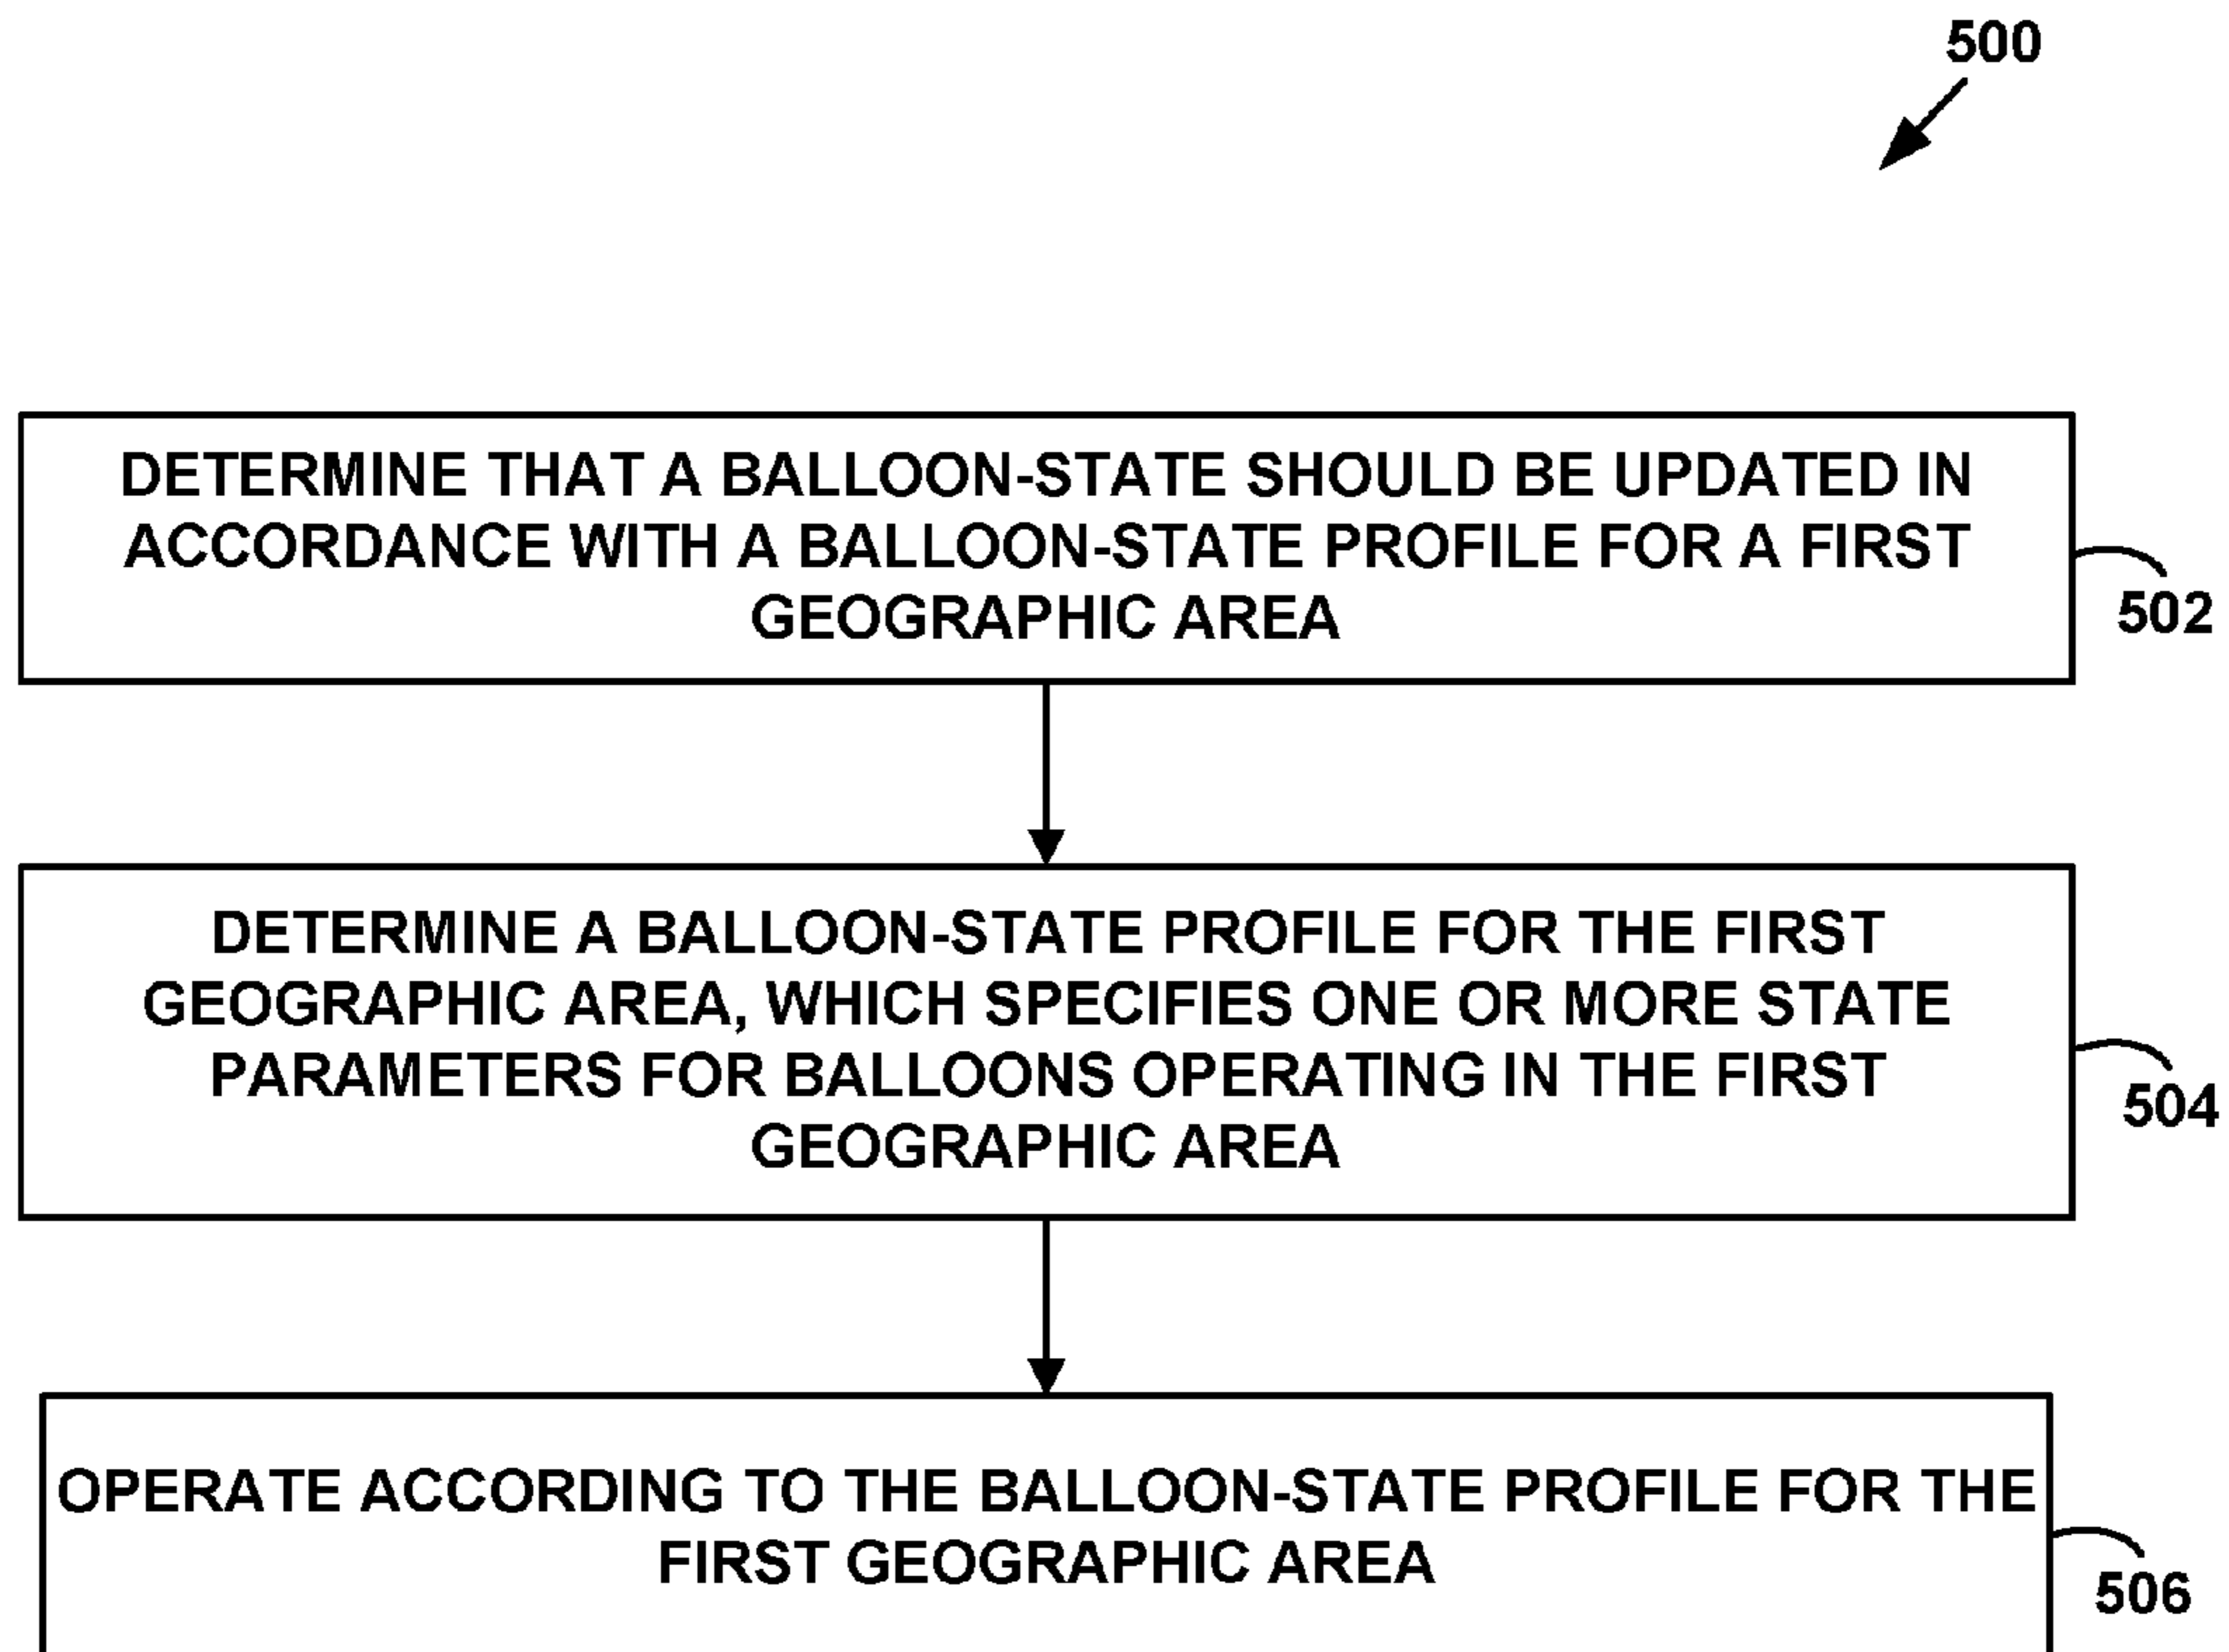 500
DETERMINE THAT A BALLOON-STATE SHOULD BE UPDATED IN
ACCORDANCE WITH A BALLOON-STATE PROFILE FOR A FIRST
GEOGRAPHIC AREA
502
DETERMINE A BALLOON-STATE PROFILE FOR THE FIRST
GEOGRAPHIC AREA, WHICH SPECIFIES ONE OR MORE STATE
PARAMETERS FOR BALLOONS OPERATING IN THE FIRST
GEOGRAPHIC AREA
504
OPERATE ACCORDING TO THE BALLOON-STATE PROFILE FOR THE
FIRST GEOGRAPHIC AREA
506